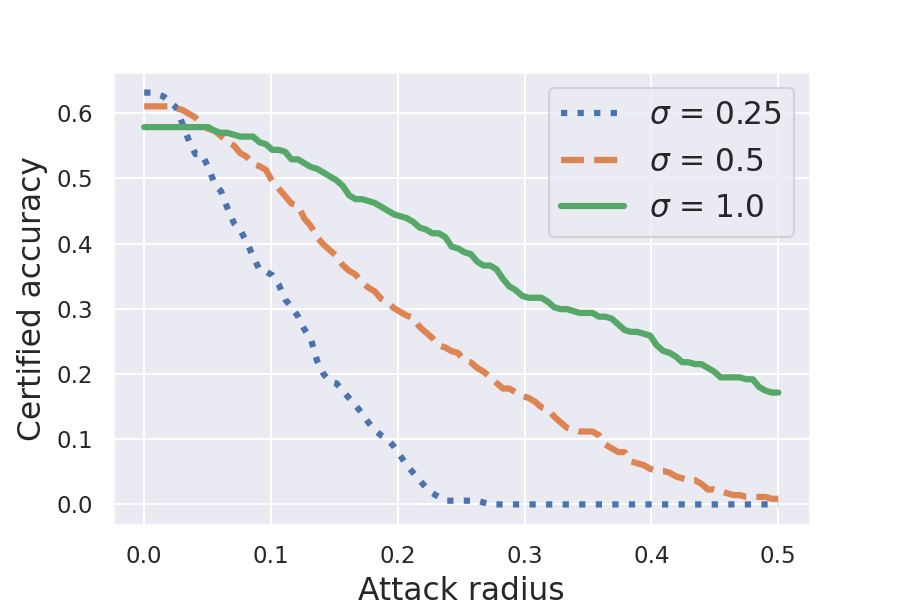 σ = 0.25
σ = 0.5
σ = 1.0
Certified accuracy
0.6
0.5
0.4
0.3
0.2
0.1
0.0
0.0 0.1 0.2 0.3 0.4 0.5
Attack radius